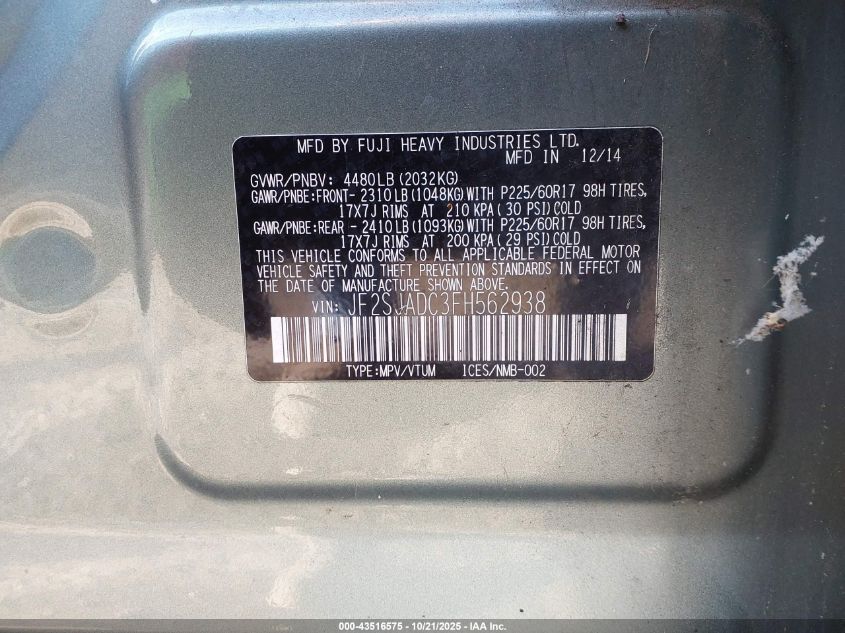 MFD BY FUJI HEAVY INDUSTRIES LTD.
MFD IN 12/14
GVWR/PNBV: 4480LB(2032KG)
GAWR/PNBE:FRONT- 2310LB(1048KG)WITH P225/60R17 98H TIRES,
17X7J RIMS AT 210 KPA( 30 PSI)COLD
GAWR/PNBE:REAR - 2410LB(1093KG)WITH P225/60R17 98H TIRES,
17X7J RIMS AT 200 KPA( 29 PSI)COLD
THIS VEHICLE CONFORMS TO ALL APPLICABLE FEDERAL MOTOR
VEHICLE SAFETY AND THEFT PREVENTION STANDARDS IN EFFECT ON
THE DATE OF MANUFACTURE SHOWN ABOVE.
VIN: JF2SJADC3FH562938
TYPE:MPV/VTUM ICES/NMB-002
000-43516575 - 10/21/2025 - IAA Inc.